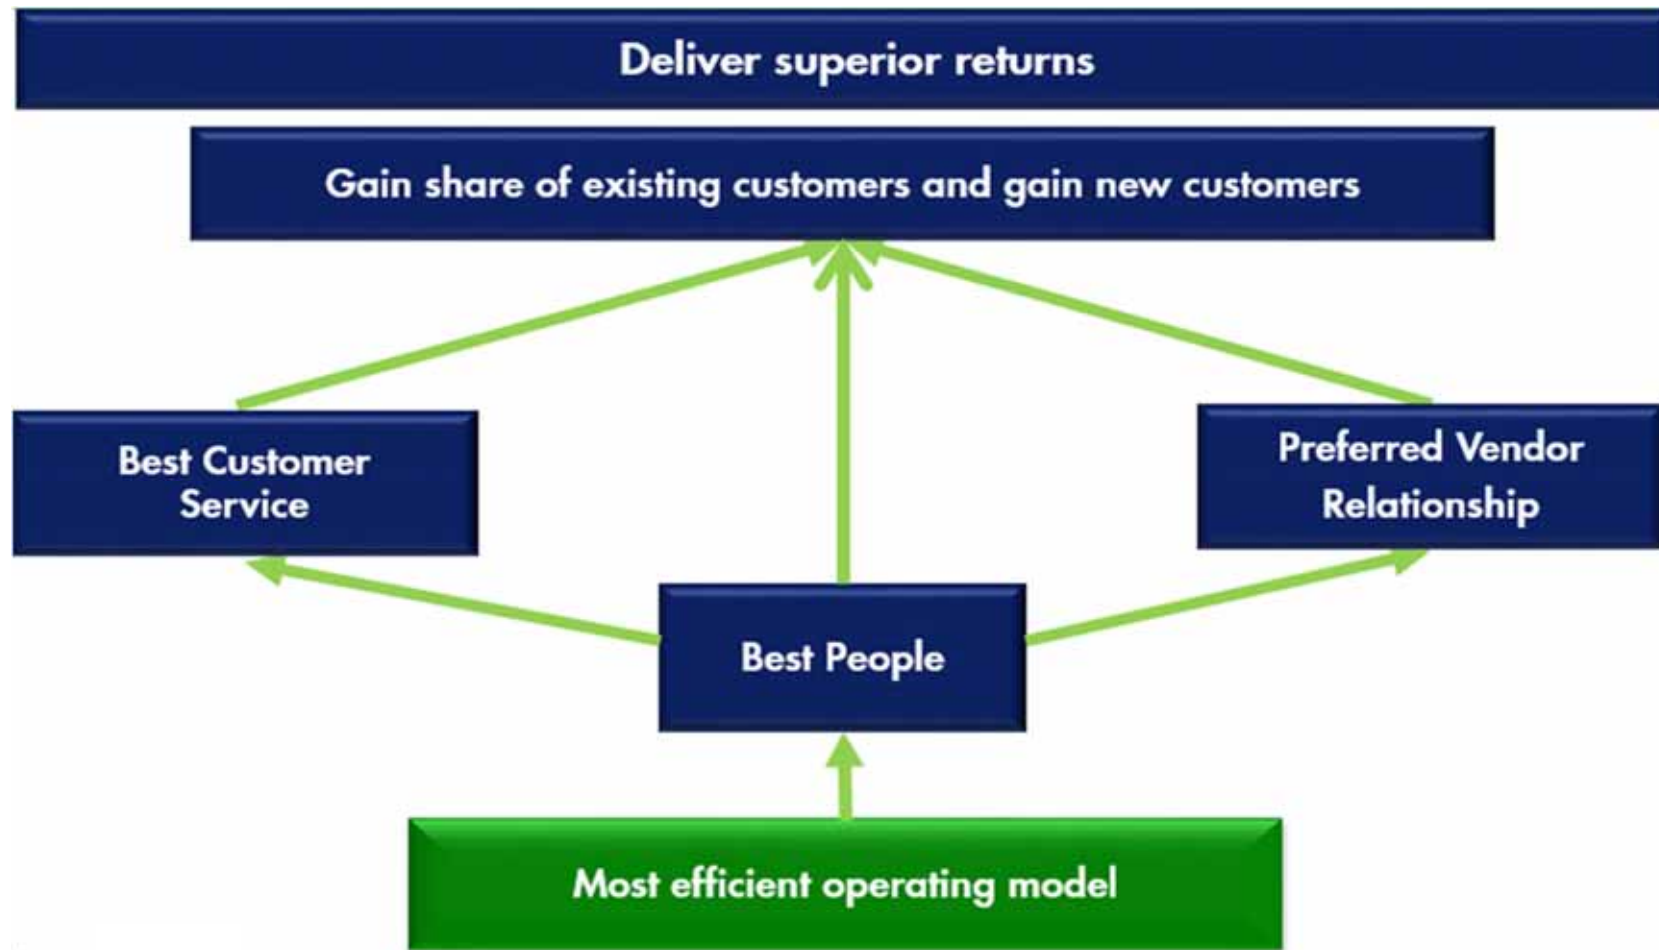 Deliver superior returns
Gain share of existing customers and gain new customers
Best Customer
Service
Preferred Vendor
Relationship
Best People
Most efficient operating model